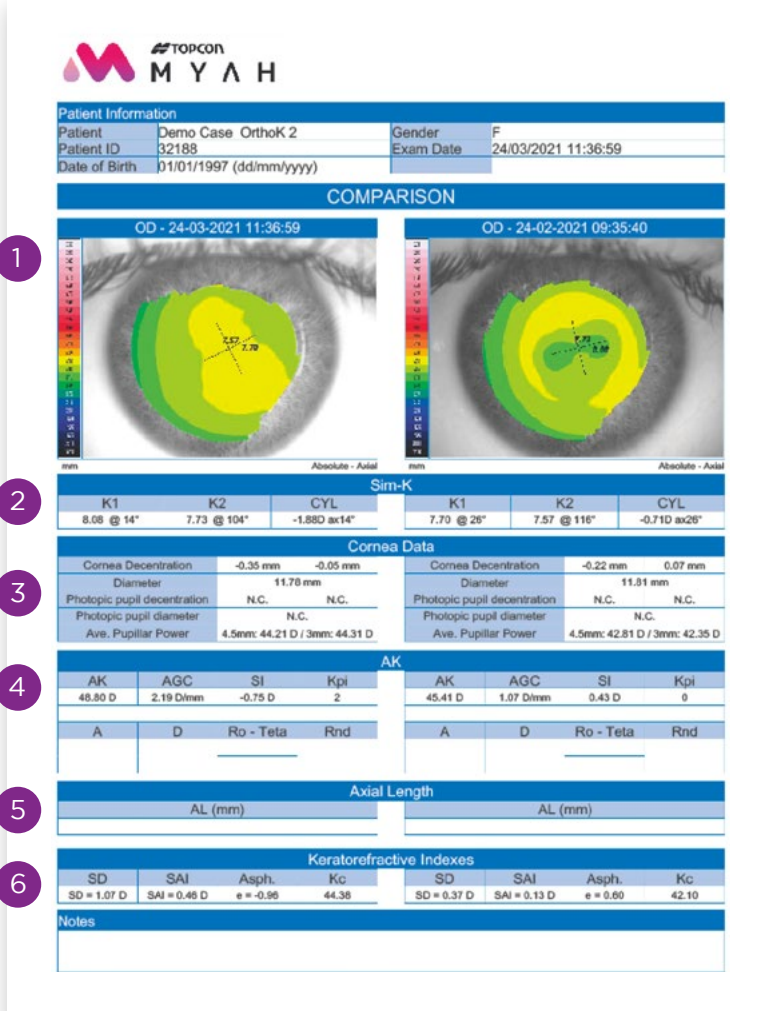 TOPCON
MYAH
Patient Information
Patient Demo Case OrthoK 2 Gender F
Patient ID 32188 Exam Date 24/03/2021 11:36:59
Date of Birth 01/01/1997 (dd/mm/yyyy)
COMPARISON
OD - 24-03-2021 11:36:59 OD - 24-02-2021 09:35:40
1
7.57
7.70
mm Absolute - Axial mm Absolute - Axial
Sim-K
2
K1 K2 CYL K1 K2 CYL
8.08 @ 14° 7.73 @ 104° -1.88D ax14° 7.70 @ 26° 7.57 @ 116° -0.71D ax26°
Cornea Data
Cornea Decentration -0.35 mm -0.05 mm Cornea Decentration -0.22 mm 0.07 mm
Diameter 11.78 mm Diameter 11.81 mm
3
Photopic pupil decentration N.C. N.C. Photopic pupil decentration N.C. N.C.
Photopic pupil diameter N.C. Photopic pupil diameter N.C.
Ave. Pupillar Power 4.5mm: 44.21 D / 3mm: 44.31 D Ave. Pupillar Power 4.5mm: 42.81 D / 3mm: 42.35 D
AK
4
AK AGC SI Kpi AK AGC SI Kpi
48.80 D 2.19 D/mm -0.75 D 2 45.41 D 1.07 D/mm 0.43 D 0
A D Ro - Teta Rnd A D Ro - Teta Rnd
Axial Length
5
AL (mm) AL (mm)
Keratorefractive Indexes
6
SD SAI Asph. Kc SD SAI Asph. Kc
SD = 1.07 D SAI = 0.46 D e = -0.96 44.38 SD = 0.37 D SAI = 0.13 D e = 0.60 42.10
Notes